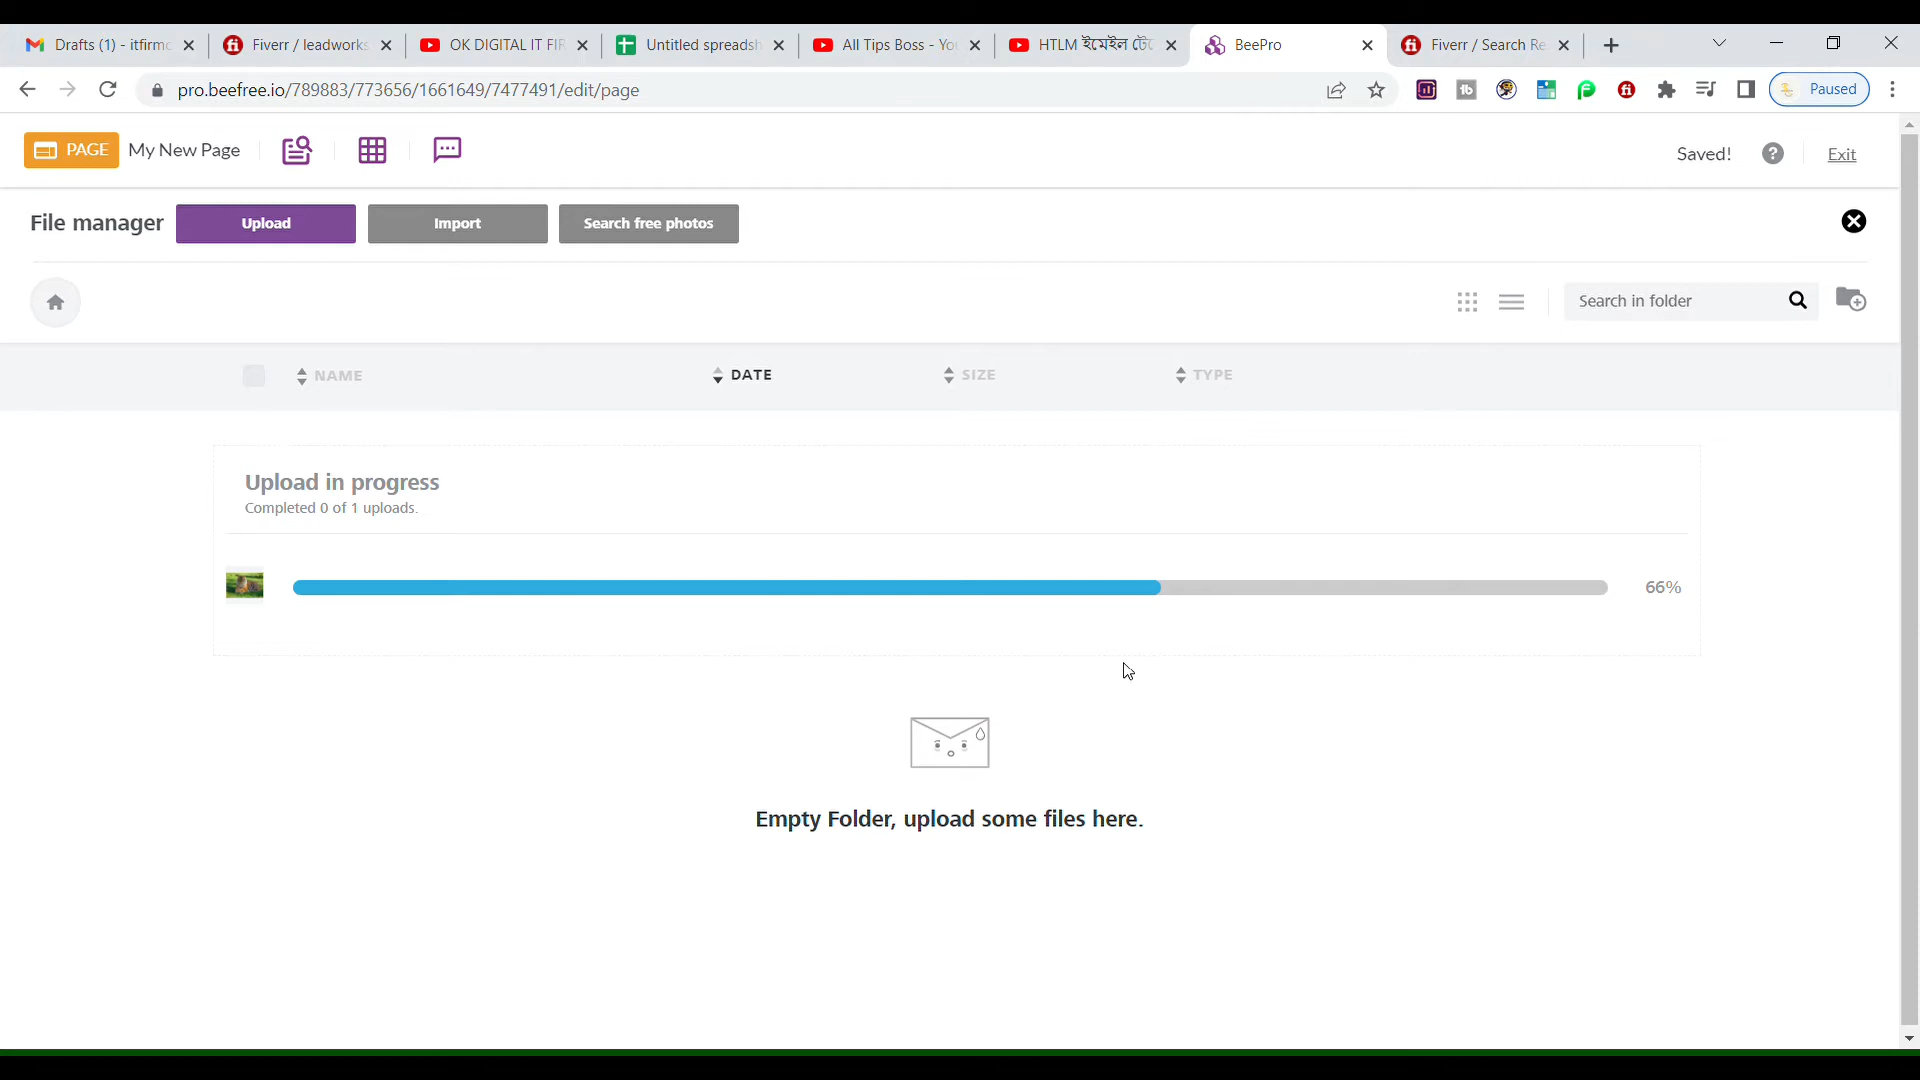 Drafts (1) - itfirmc
Fiverr / leadworks
OK DIGITAL IT FIR
Untitled spreadsh
All Tips Boss - You
HTLM ইমেইল টে
BeePro
Fiverr / Search Re
pro.beefree.io/789883/773656/1661649/7477491/edit/page
Paused
PAGE
My New Page
Saved!
Exit
File manager
Upload
Import
Search free photos
Search in folder
NAME
DATE
SIZE
TYPE
Upload in progress
Completed 0 of 1 uploads.
66%
Empty Folder, upload some files here.